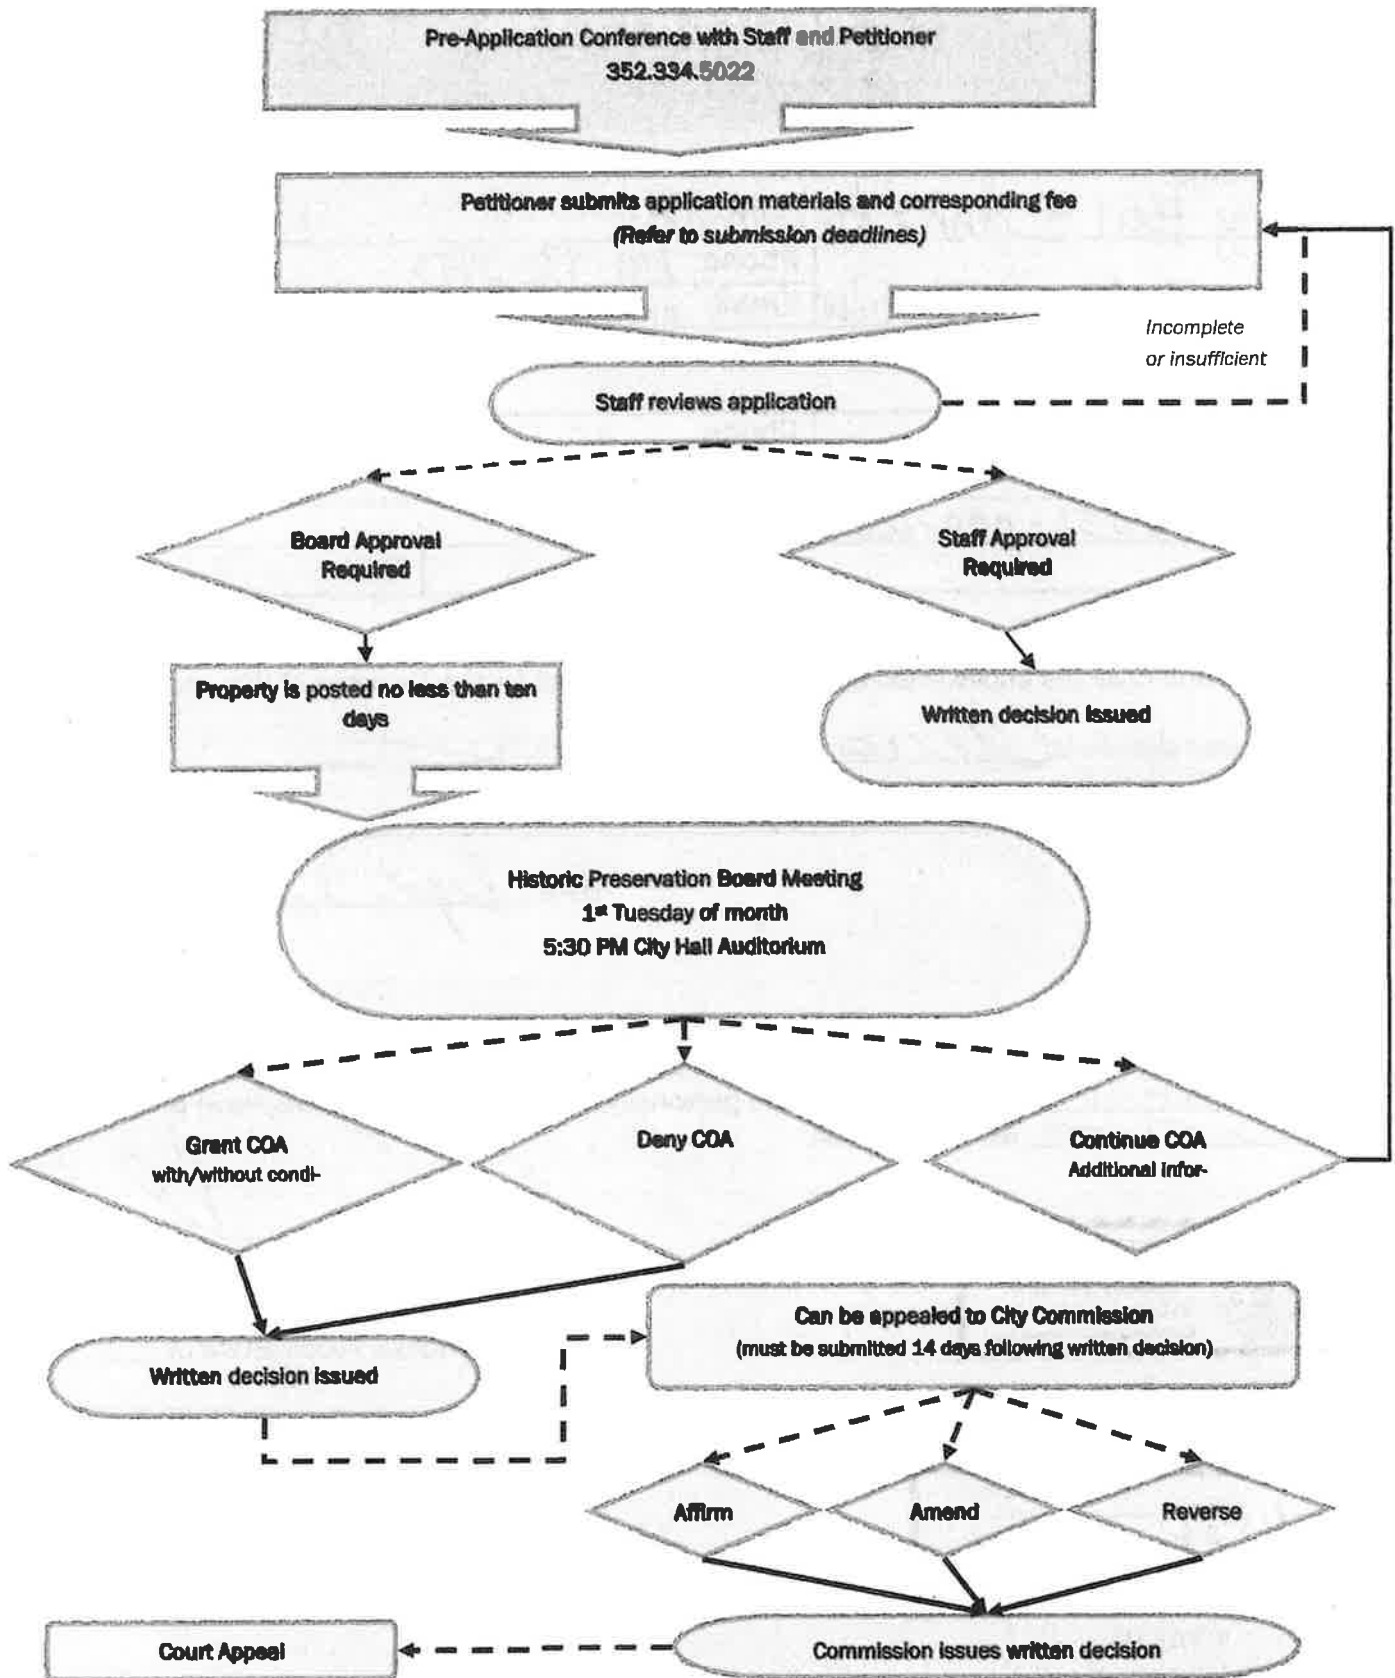 Pre-Application Conference with Staff and Petitioner
352.334.5022
Petitioner submits application materials and corresponding fee
(Refer to submission deadlines)
Incomplete
or insufficient
Staff reviews application
Board Approval
Required
Staff Approval
Required
Property is posted no less than ten
days
Written decision issued
Historic Preservation Board Meeting
1st Tuesday of month
5:30 PM City Hall Auditorium
Grant COA
with/without condi-
Deny COA
Continue COA
Additional infor-
Can be appealed to City Commission
(must be submitted 14 days following written decision)
Written decision issued
Affirm
Amend
Reverse
Court Appeal
Commission issues written decision